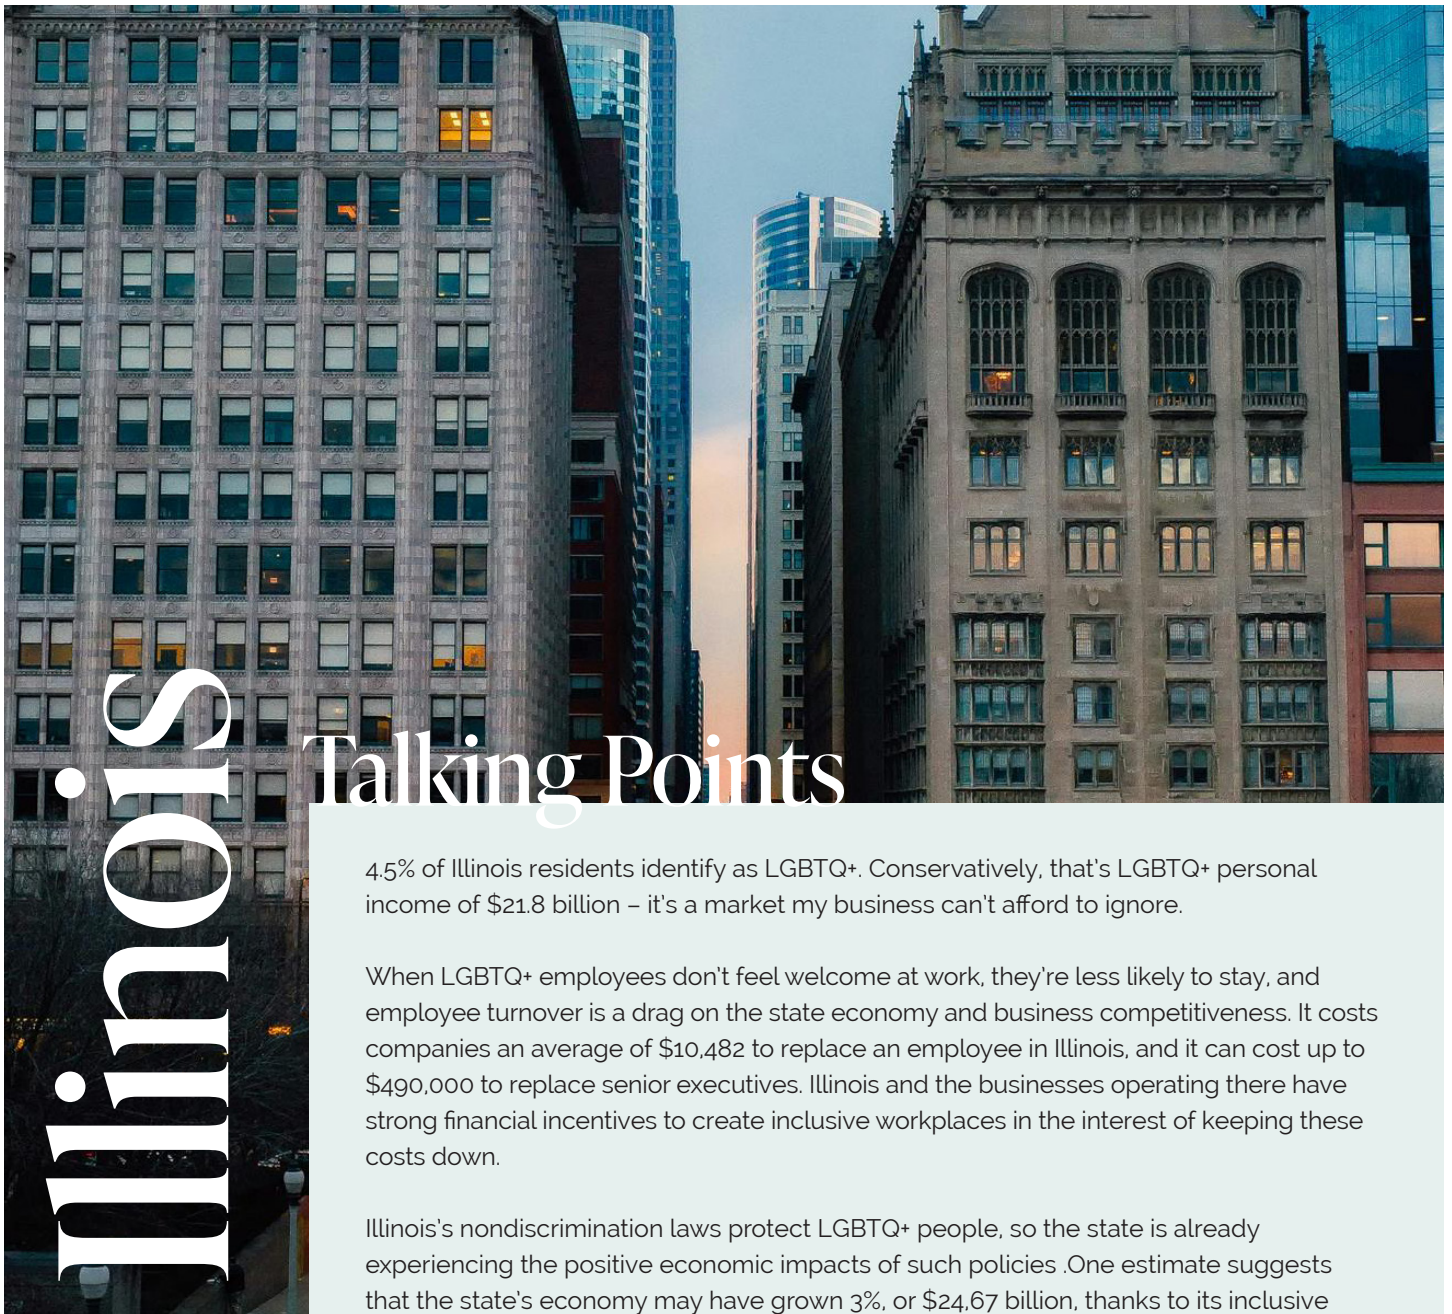 Illinois
Talking Points
4.5% of Illinois residents identify as LGBTQ+. Conservatively, that's LGBTQ+ personal
income of $21.8 billion – it's a market my business can't afford to ignore.
When LGBTQ+ employees don't feel welcome at work, they're less likely to stay, and
employee turnover is a drag on the state economy and business competitiveness. It costs
companies an average of $10,482 to replace an employee in Illinois, and it can cost up to
$490,000 to replace senior executives. Illinois and the businesses operating there have
strong financial incentives to create inclusive workplaces in the interest of keeping these
costs down.
Illinois's nondiscrimination laws protect LGBTQ+ people, so the state is already
experiencing the positive economic impacts of such policies .One estimate suggests
that the state's economy may have grown 3%, or $24,67 billion, thanks to its inclusive